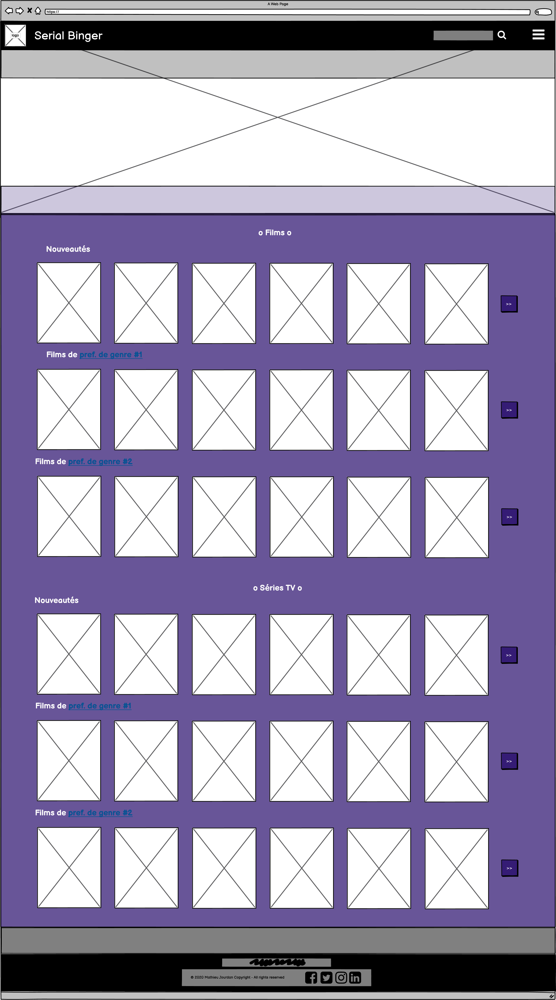 A Web Page
https://
logo
Serial Binger
o Films o
Nouveautés
>>
Films de pref. de genre #1
>>
Films de pref. de genre #2
>>
o Séries TV o
Nouveautés
>>
Films de pref. de genre #1
>>
Films de pref. de genre #2
>>
© 2020 Mathieu Jourdan Copyright - All rights reserved